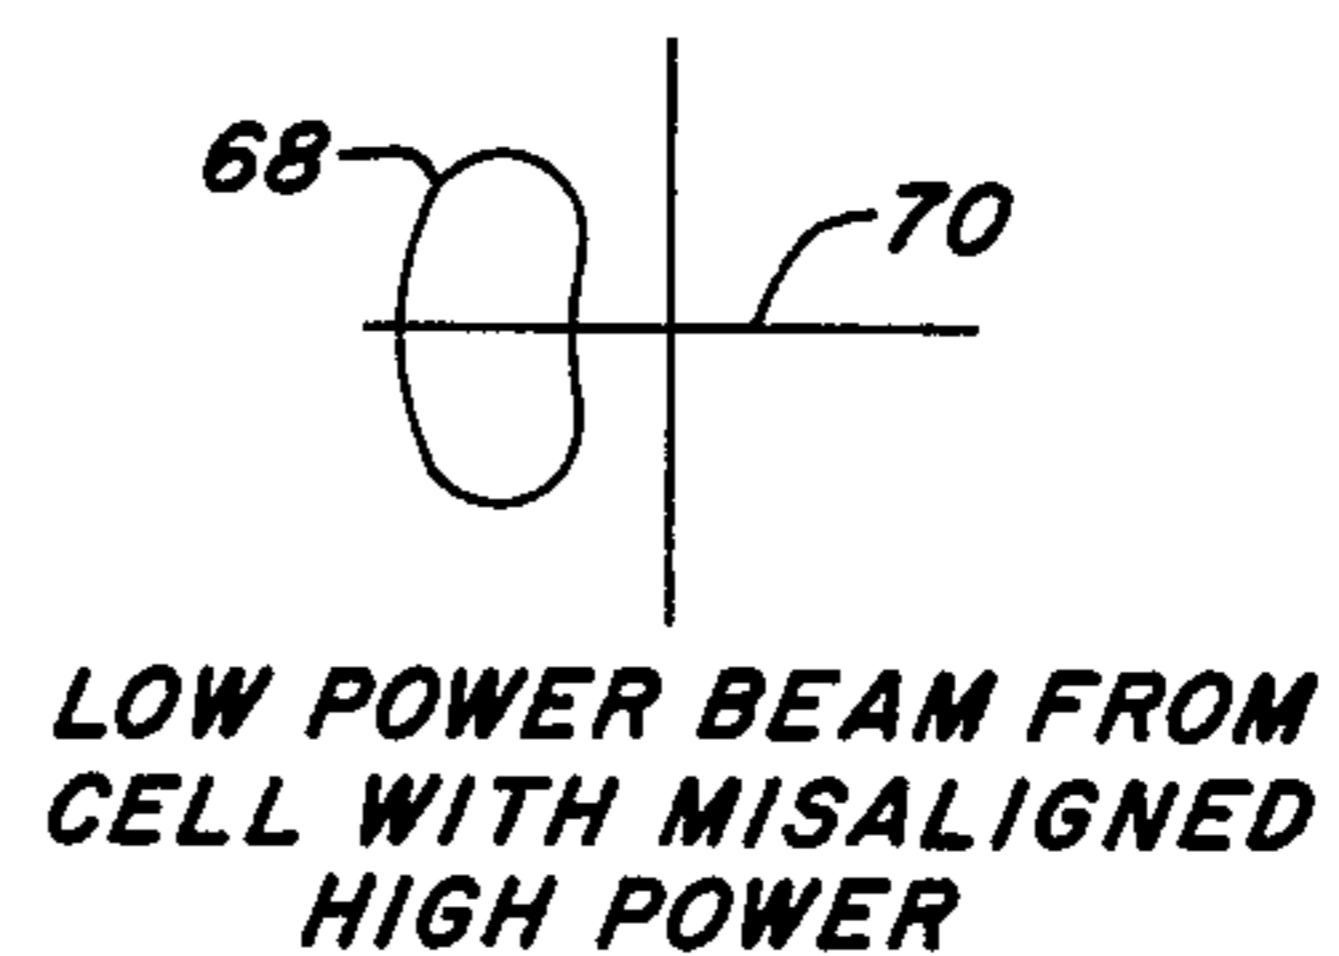 68
70
LOW POWER BEAM FROM
CELL WITH MISALIGNED
HIGH POWER